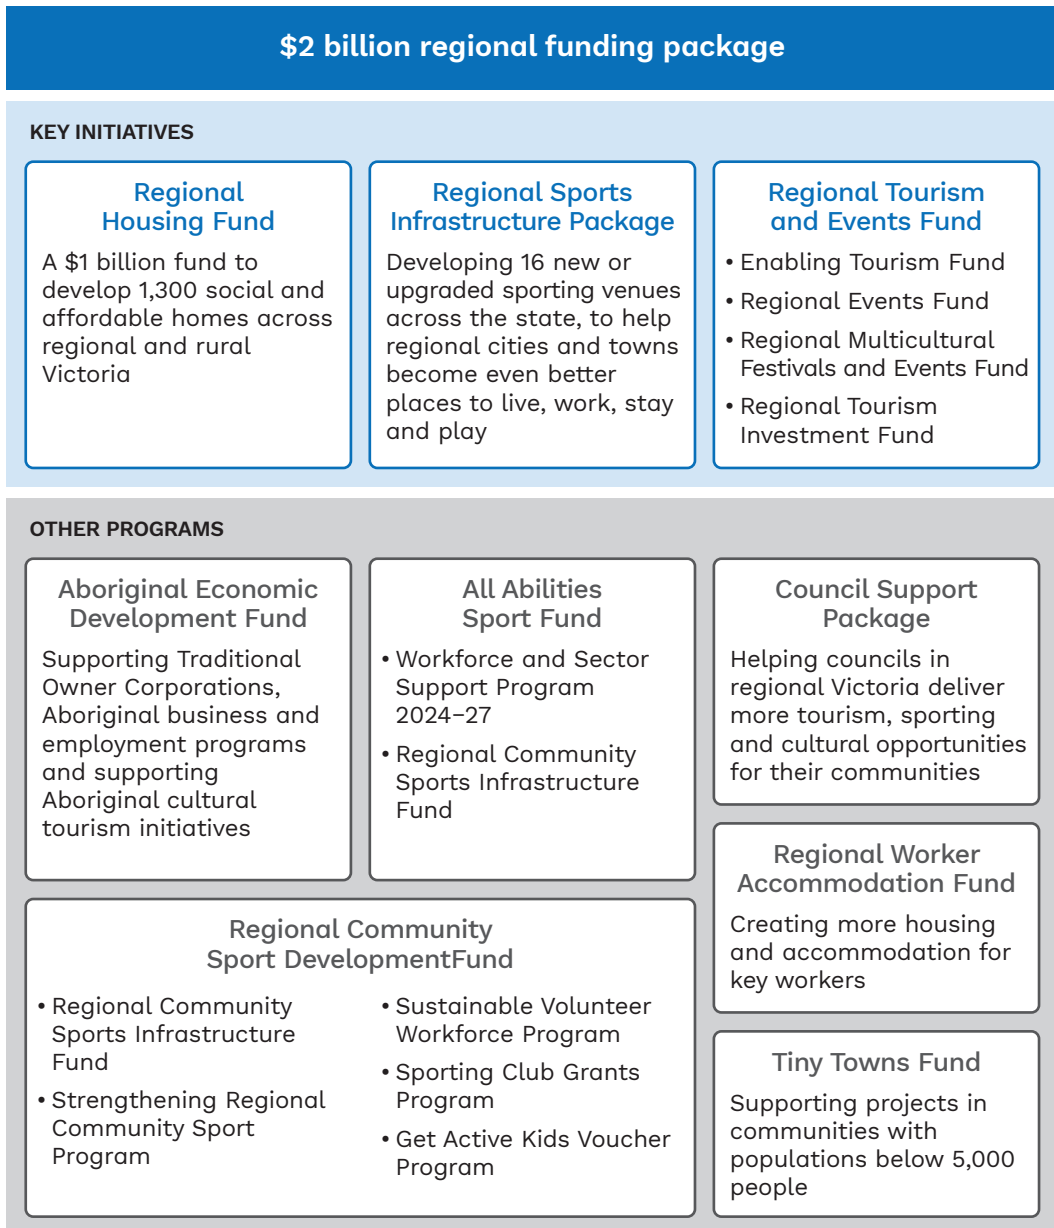 $2 billion regional funding package
KEY INITIATIVES
Regional
Housing Fund
A $1 billion fund to
develop 1,300 social and
affordable homes across
regional and rural
Victoria
Regional Sports
Infrastructure Package
Developing 16 new or
upgraded sporting venues
across the state, to help
regional cities and towns
become even better
places to live, work, stay
and play
Regional Tourism
and Events Fund
• Enabling Tourism Fund
• Regional Events Fund
• Regional Multicultural
Festivals and Events Fund
• Regional Tourism
Investment Fund
OTHER PROGRAMS
Aboriginal Economic
Development Fund
Supporting Traditional
Owner Corporations,
Aboriginal business and
employment programs
and supporting
Aboriginal cultural
tourism initiatives
All Abilities
Sport Fund
• Workforce and Sector
Support Program
2024–27
• Regional Community
Sports Infrastructure
Fund
Council Support
Package
Helping councils in
regional Victoria deliver
more tourism, sporting
and cultural opportunities
for their communities
Regional Worker
Accommodation Fund
Creating more housing
and accommodation for
key workers
Regional Community
Sport DevelopmentFund
• Regional Community
Sports Infrastructure
Fund
• Strengthening Regional
Community Sport
Program
• Sustainable Volunteer
Workforce Program
• Sporting Club Grants
Program
• Get Active Kids Voucher
Program
Tiny Towns Fund
Supporting projects in
communities with
populations below 5,000
people